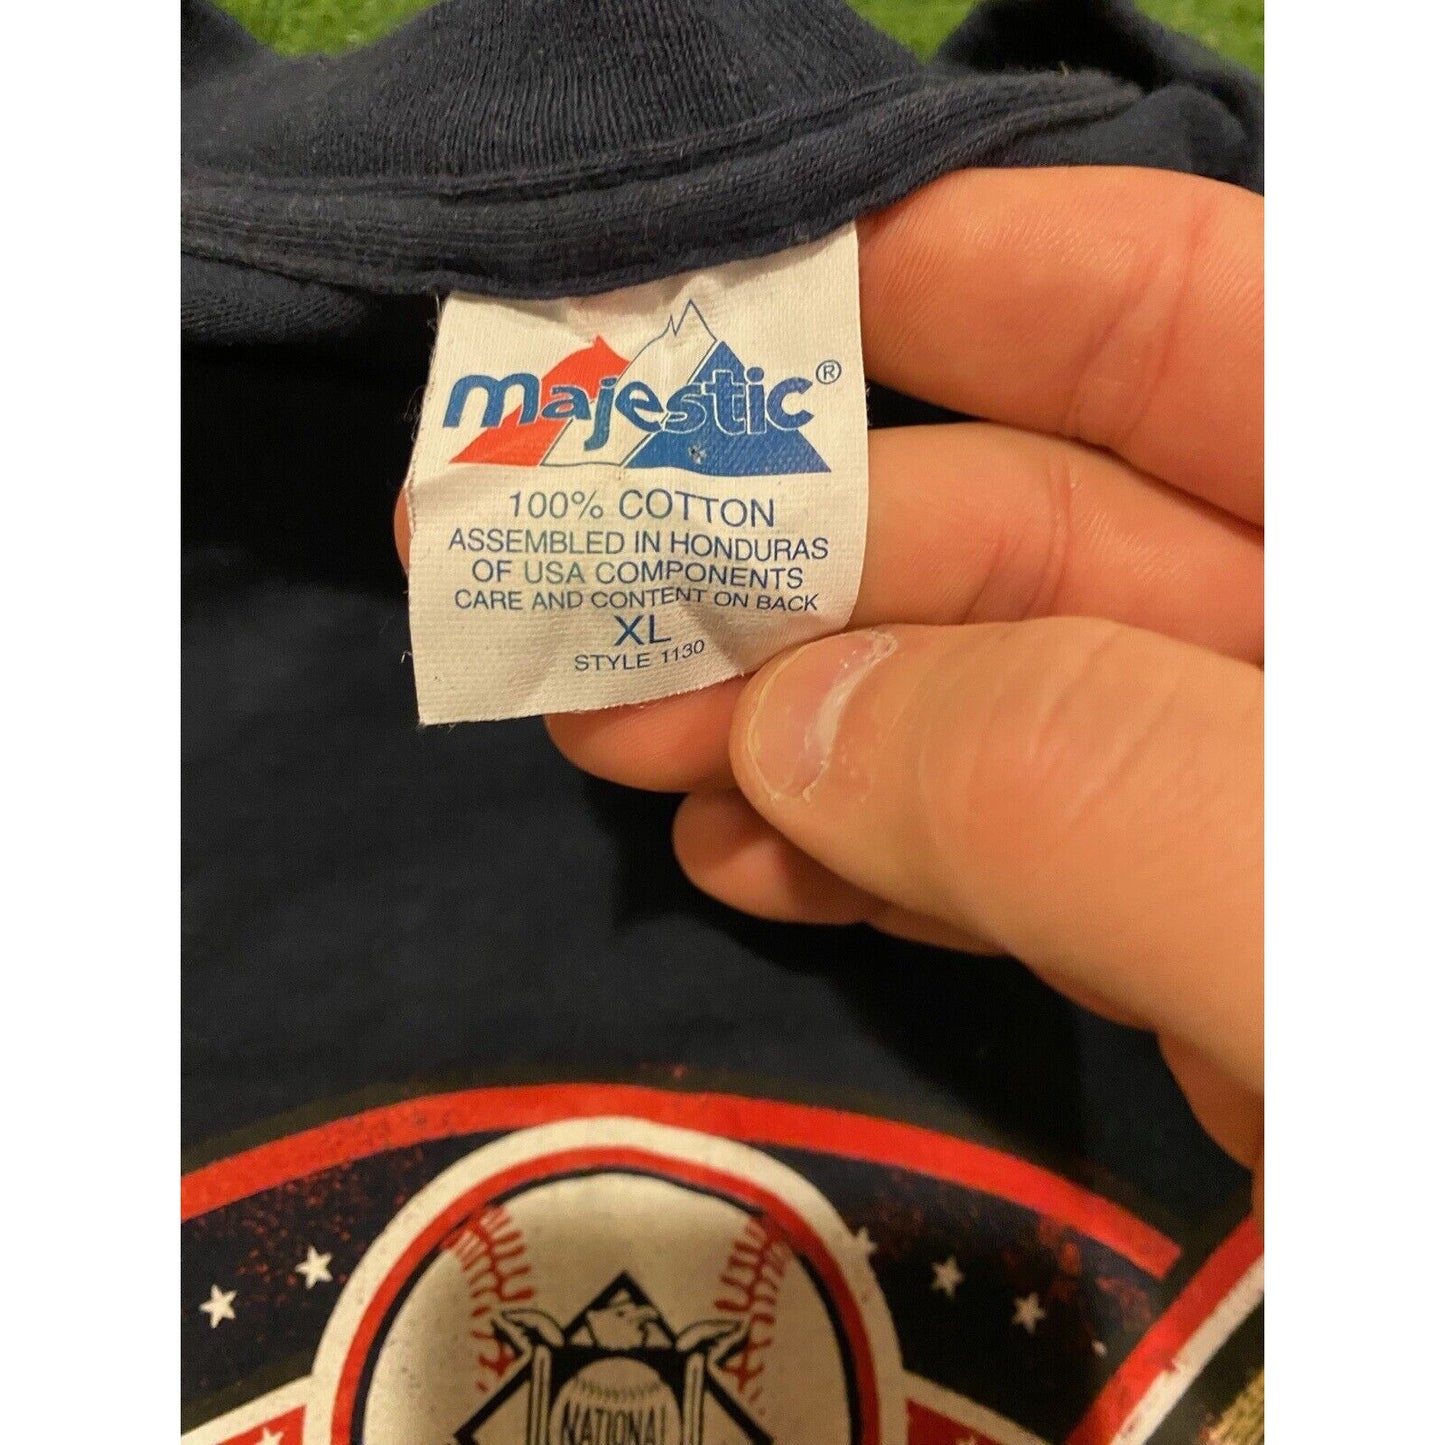 majestic®
100% COTTON
ASSEMBLED IN HONDURAS
OF USA COMPONENTS
CARE AND CONTENT ON BACK
XL
STYLE 1130
NATIONAL